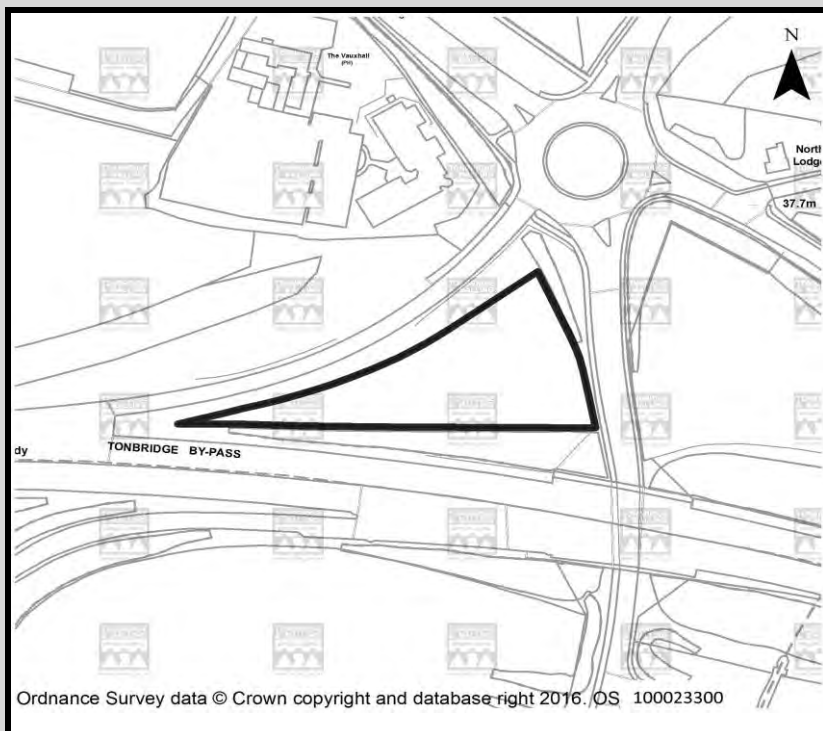 The Vauxhall
(PH)
N
North
Lodge
37.7m
dy
TONBRIDGE BY-PASS
Ordnance Survey data © Crown copyright and database right 2016. OS 100023300